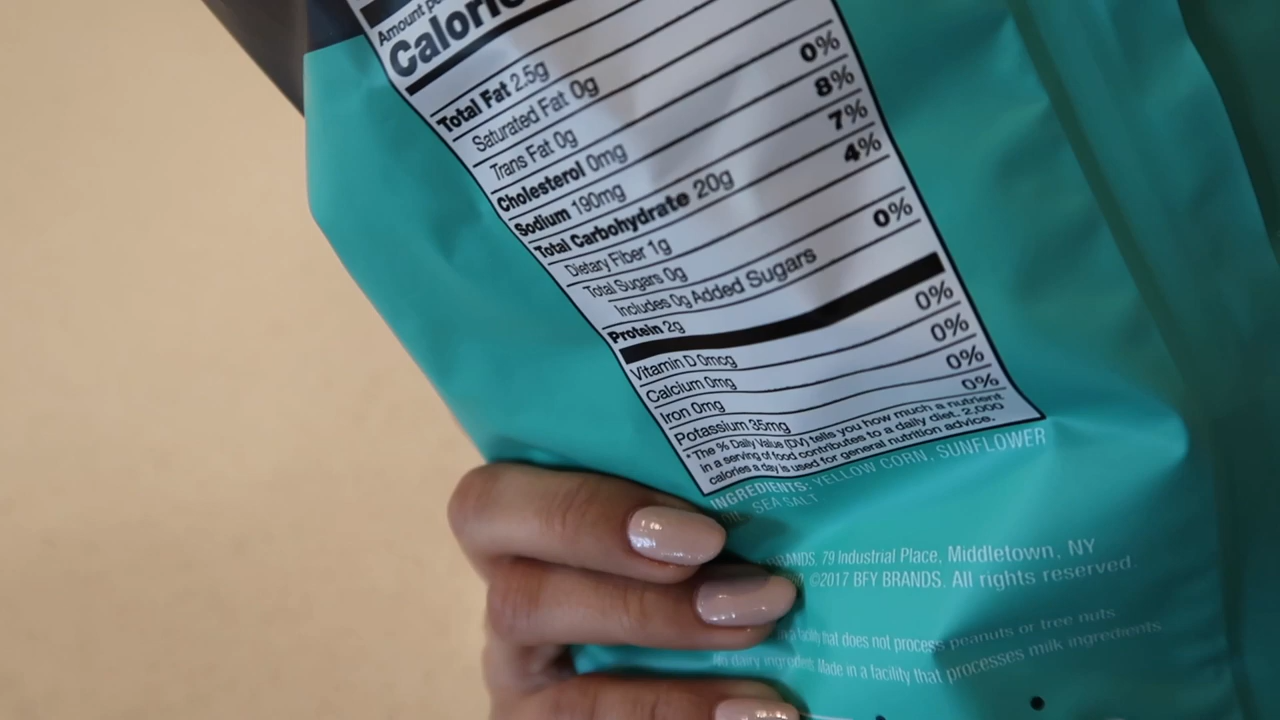 Amount
Calorie
Total Fat 2.5g
Saturated Fat 0g
Trans Fat 0g
Cholesterol 0mg 0%
Sodium 190mg 8%
Total Carbohydrate 20g 7%
Dietary Fiber 1g 4%
Total Sugars 0g
Includes 0g Added Sugars 0%
Protein 2g
Vitamin D 0mcg 0%
Calcium 0mg 0%
Iron 0mg 0%
Potassium 35mg 0%
* The % Daily Value (DV) tells you how much a nutrient
in a serving of food contributes to a daily diet. 2,000
calories a day is used for general nutrition advice.
INGREDIENTS: YELLOW CORN, SUNFLOWER
OIL, SEA SALT
BRANDS, 79 Industrial Place, Middletown, NY
©2017 BFY BRANDS. All rights reserved.
in a facility that does not process peanuts or tree nuts.
No dairy ingredients. Made in a facility that processes milk ingredients.